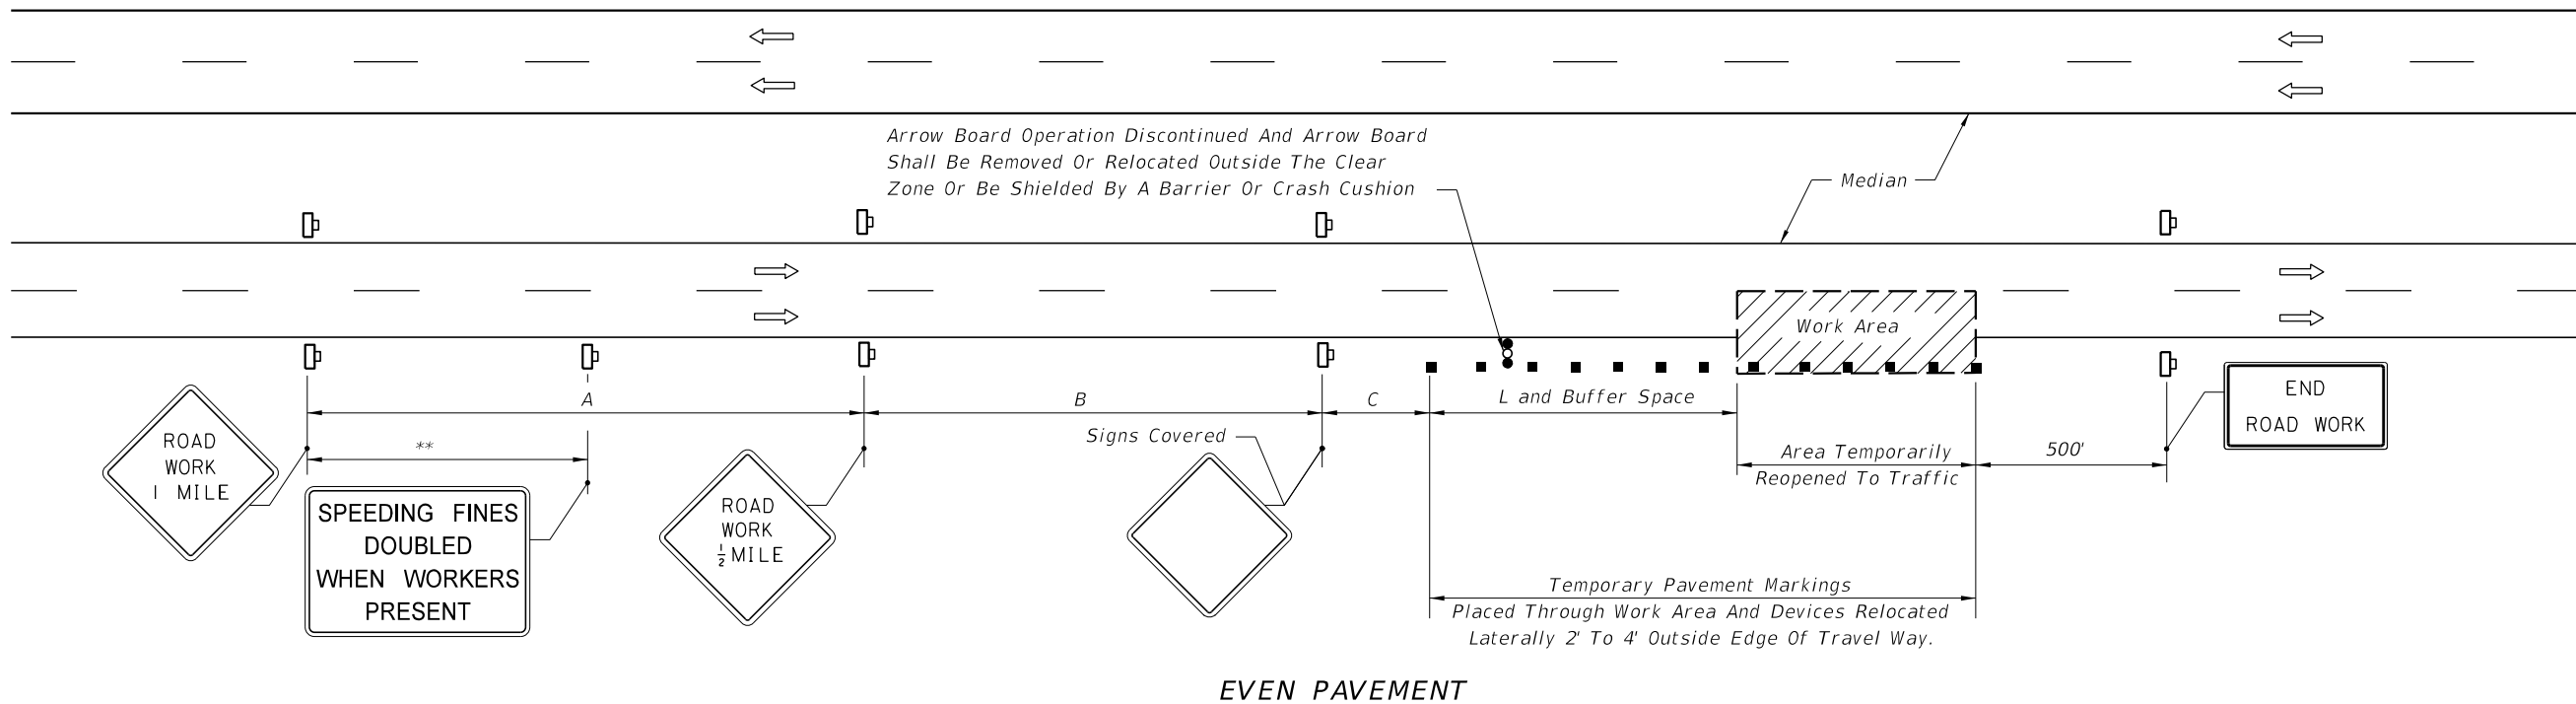 Arrow Board Operation Discontinued And Arrow Board
Shall Be Removed Or Relocated Outside The Clear
Zone Or Be Shielded By A Barrier Or Crash Cushion
Median
Work Area
A
B
C
L and Buffer Space
**
Signs Covered
Area Temporarily
Reopened To Traffic
500'
END
ROAD WORK
ROAD
WORK
1 MILE
SPEEDING FINES
DOUBLED
WHEN WORKERS
PRESENT
ROAD
WORK
1/2 MILE
Temporary Pavement Markings
Placed Through Work Area And Devices Relocated
Laterally 2' To 4' Outside Edge Of Travel Way.
EVEN PAVEMENT